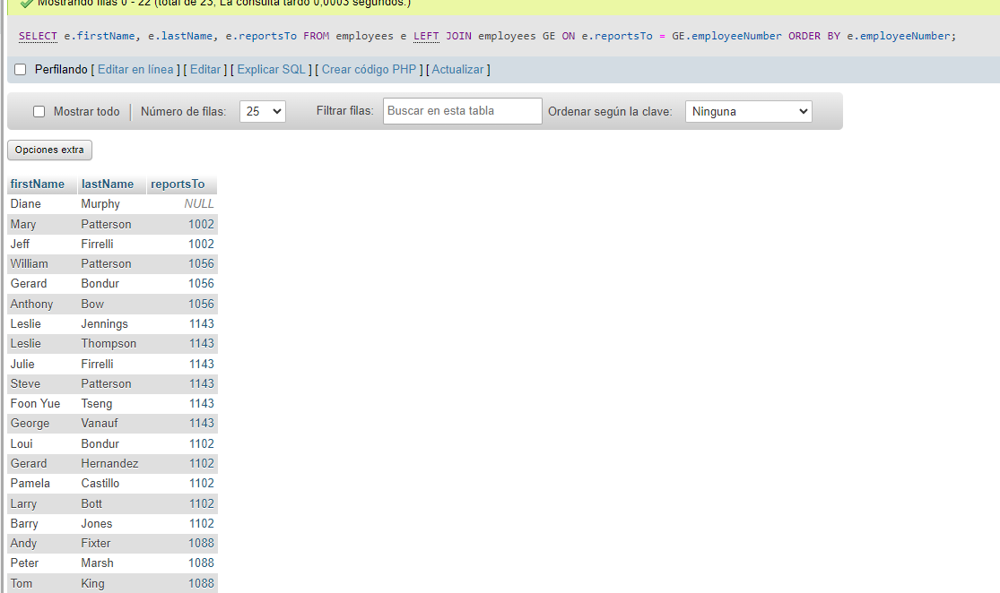 Mostrando filas 0 - 22 (total de 23, La consulta tardó 0,0003 segundos.)
SELECT e.firstName, e.lastName, e.reportsTo FROM employees e LEFT JOIN employees GE ON e.reportsTo = GE.employeeNumber ORDER BY e.employeeNumber;
Perfilando [ Editar en línea ] [ Editar ] [ Explicar SQL ] [ Crear código PHP ] [ Actualizar ]
Mostrar todo Número de filas: 25 Filtrar filas: Buscar en esta tabla Ordenar según la clave: Ninguna
Opciones extra
firstName lastName reportsTo
Diane Murphy NULL
Mary Patterson 1002
Jeff Firrelli 1002
William Patterson 1056
Gerard Bondur 1056
Anthony Bow 1056
Leslie Jennings 1143
Leslie Thompson 1143
Julie Firrelli 1143
Steve Patterson 1143
Foon Yue Tseng 1143
George Vanauf 1143
Loui Bondur 1102
Gerard Hernandez 1102
Pamela Castillo 1102
Larry Bott 1102
Barry Jones 1102
Andy Fixter 1088
Peter Marsh 1088
Tom King 1088